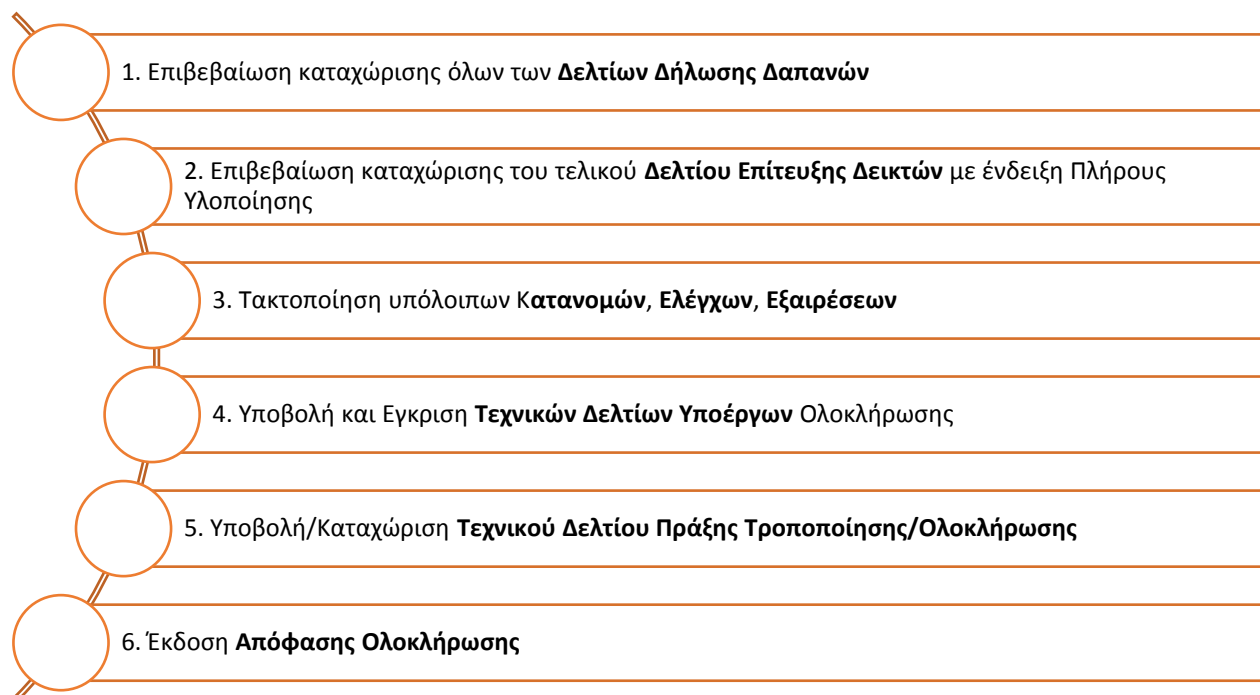 1. Επιβεβαίωση καταχώρισης όλων των Δελτίων Δήλωσης Δαπανών
2. Επιβεβαίωση καταχώρισης του τελικού Δελτίου Επίτευξης Δεικτών με ένδειξη Πλήρους
Υλοποίησης
3. Τακτοποίηση υπόλοιπων Κατανομών, Ελέγχων, Εξαιρέσεων
4. Υποβολή και Εγκριση Τεχνικών Δελτίων Υποέργων Ολοκλήρωσης
5. Υποβολή/Καταχώριση Τεχνικού Δελτίου Πράξης Τροποποίησης/Ολοκλήρωσης
6. Έκδοση Απόφασης Ολοκλήρωσης